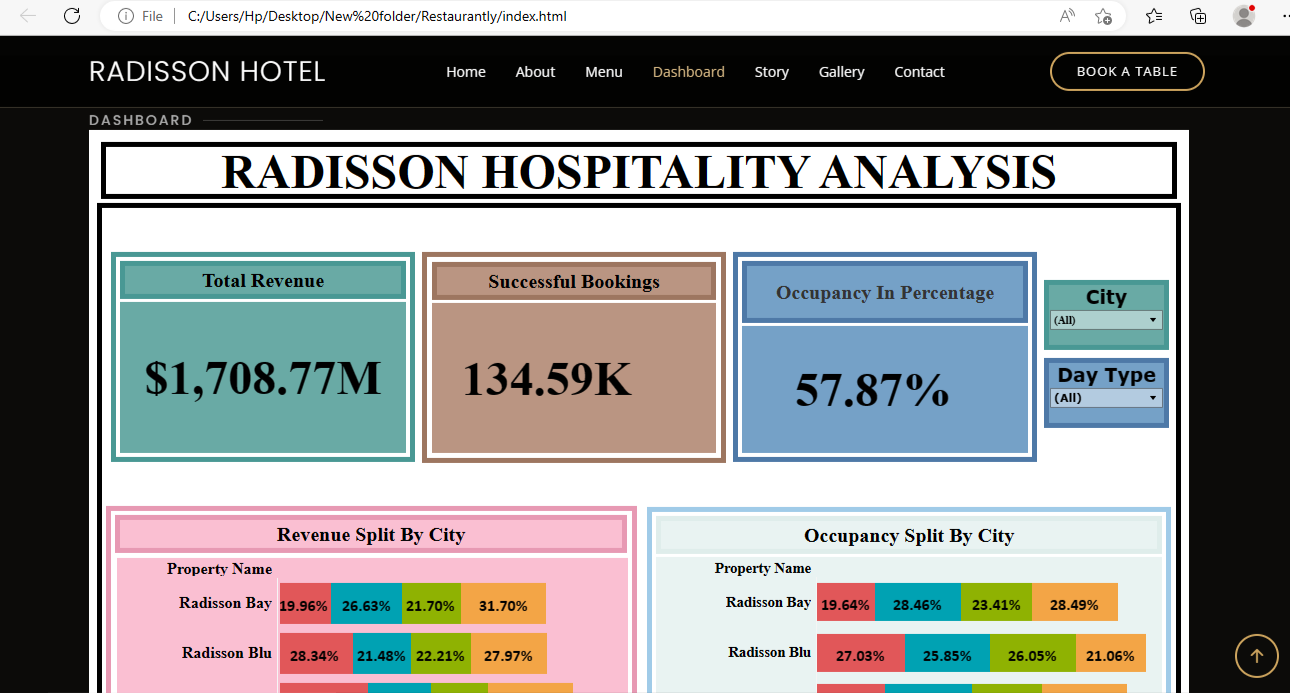 File C:/Users/Hp/Desktop/New%20folder/Restaurantly/index.html
RADISSON HOTEL
Home About Menu Dashboard Story Gallery Contact
BOOK A TABLE
DASHBOARD
RADISSON HOSPITALITY ANALYSIS
Total Revenue
$1,708.77M
Successful Bookings
134.59K
Occupancy In Percentage
57.87%
City
(All)
Day Type
(All)
Revenue Split By City
Property Name
Radisson Bay 19.96% 26.63% 21.70% 31.70%
Radisson Blu 28.34% 21.48% 22.21% 27.97%
Occupancy Split By City
Property Name
Radisson Bay 19.64% 28.46% 23.41% 28.49%
Radisson Blu 27.03% 25.85% 26.05% 21.06%